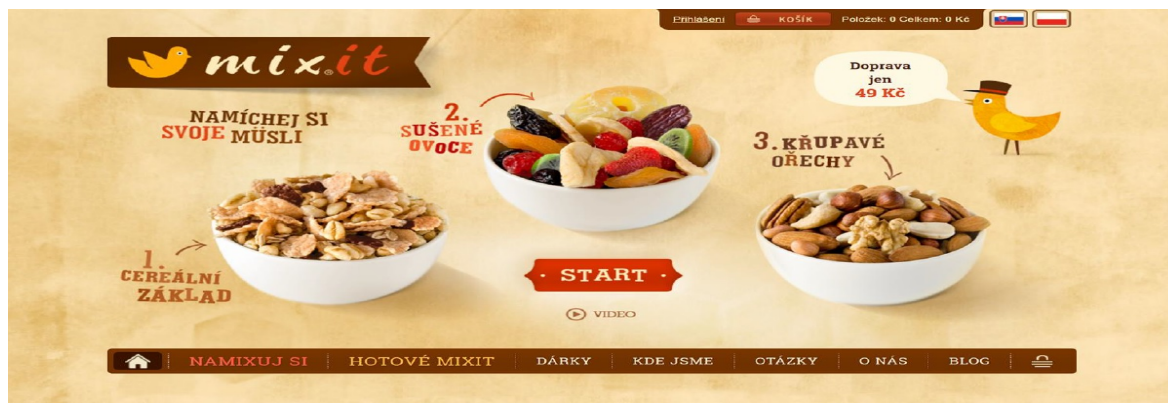 Přihlášení KOŠÍK Položek: 0 Celkem: 0 Kč
mix.it
Doprava
jen
49 Kč
NAMÍCHEJ SI
SVOJE MÜSLI
2.
SUŠENÉ
OVOCE
3. KŘUPAVÉ
OŘECHY
1.
CEREÁLNÍ
ZÁKLAD
START
VIDEO
NAMIXUJ SI HOTOVÉ MIXIT DÁRKY KDE JSME OTÁZKY O NÁS BLOG